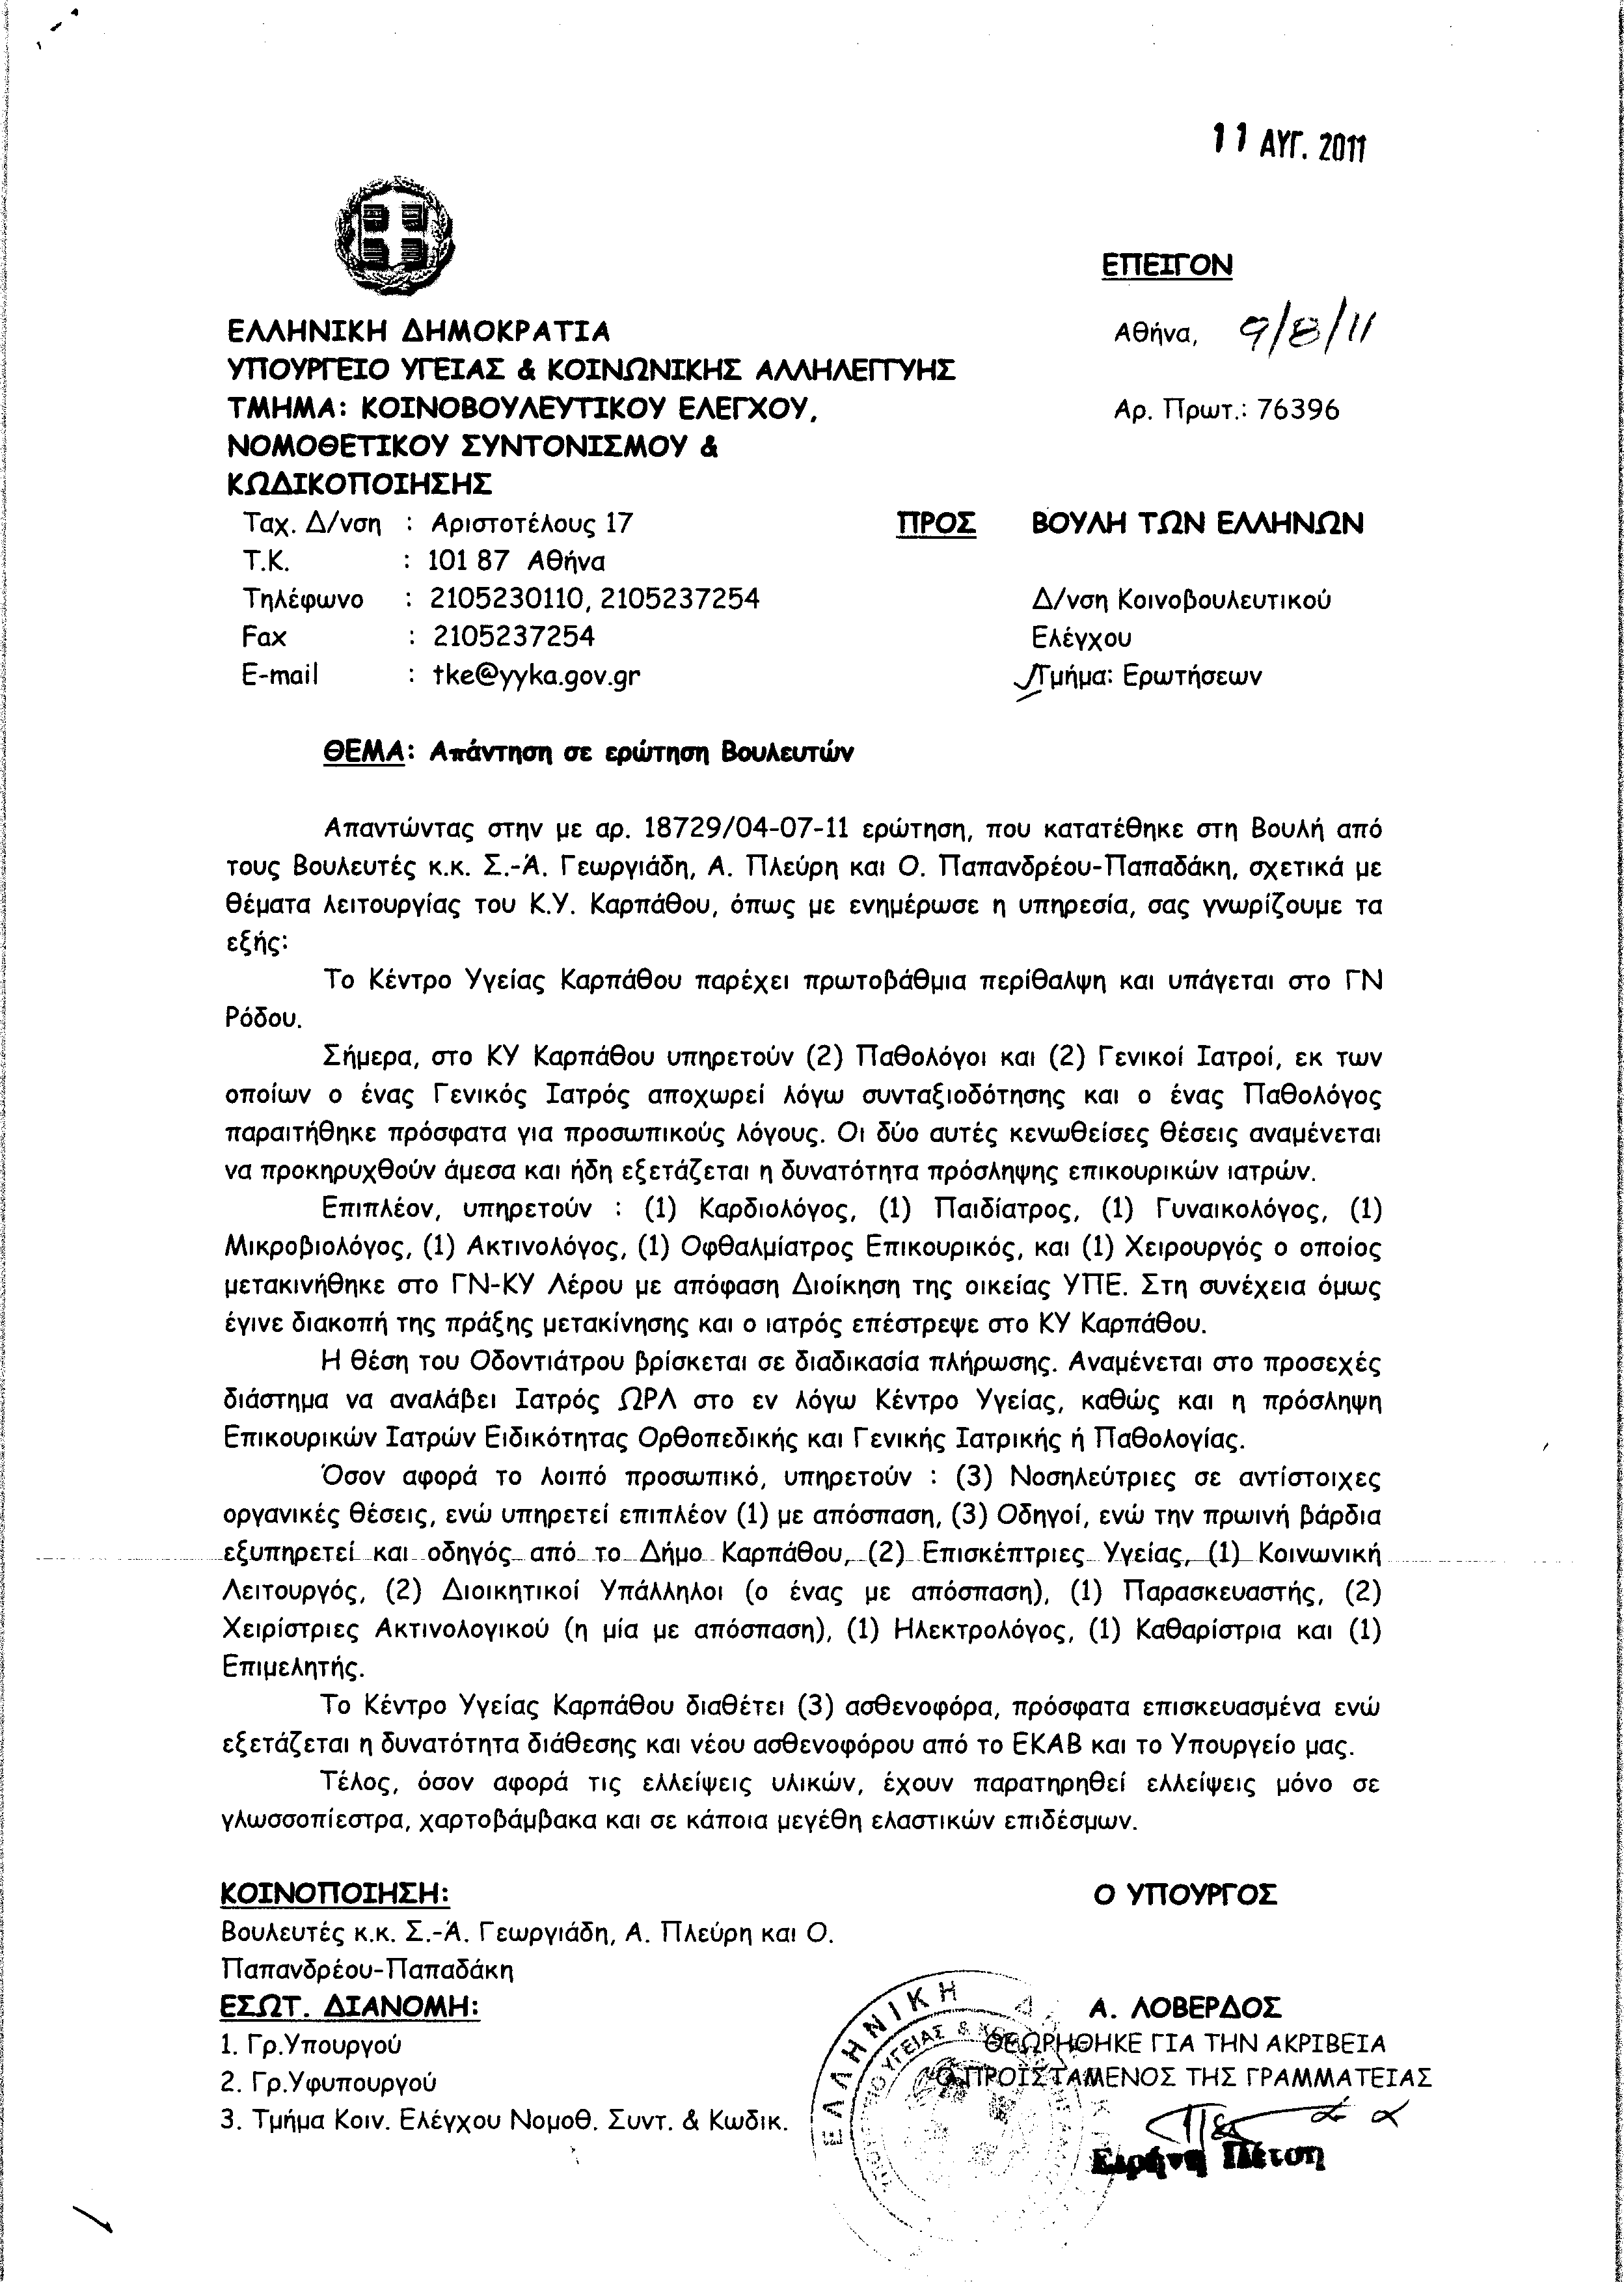 11 ΑΥΓ. 2011
ΕΠΕΙΓΟΝ
ΕΛΛΗΝΙΚΗ ΔΗΜΟΚΡΑΤΙΑ
ΥΠΟΥΡΓΕΙΟ ΥΓΕΙΑΣ & ΚΟΙΝΩΝΙΚΗΣ ΑΛΛΗΛΕΓΓΥΗΣ
ΤΜΗΜΑ: ΚΟΙΝΟΒΟΥΛΕΥΤΙΚΟΥ ΕΛΕΓΧΟΥ,
ΝΟΜΟΘΕΤΙΚΟΥ ΣΥΝΤΟΝΙΣΜΟΥ &
ΚΩΔΙΚΟΠΟΙΗΣΗΣ
Αθήνα, 9/8/11
Αρ. Πρωτ.: 76396
Ταχ. Δ/νση : Αριστοτέλους 17
Τ.Κ. : 101 87 Αθήνα
Τηλέφωνο : 2105230110, 2105237254
Fax : 2105237254
E-mail : tke@yyka.gov.gr
ΠΡΟΣ ΒΟΥΛΗ ΤΩΝ ΕΛΛΗΝΩΝ
Δ/νση Κοινοβουλευτικού
Ελέγχου
Τμήμα: Ερωτήσεων
ΘΕΜΑ: Απάντηση σε ερώτηση Βουλευτών
Απαντώντας στην με αρ. 18729/04-07-11 ερώτηση, που κατατέθηκε στη Βουλή από
τους Βουλευτές κ.κ. Σ.-Ά. Γεωργιάδη, Α. Πλεύρη και Ο. Παπανδρέου-Παπαδάκη, σχετικά με
θέματα λειτουργίας του Κ.Υ. Καρπάθου, όπως με ενημέρωσε η υπηρεσία, σας γνωρίζουμε τα
εξής:
Το Κέντρο Υγείας Καρπάθου παρέχει πρωτοβάθμια περίθαλψη και υπάγεται στο ΓΝ
Ρόδου.
Σήμερα, στο ΚΥ Καρπάθου υπηρετούν (2) Παθολόγοι και (2) Γενικοί Ιατροί, εκ των
οποίων ο ένας Γενικός Ιατρός αποχωρεί λόγω συνταξιοδότησης και ο ένας Παθολόγος
παραιτήθηκε πρόσφατα για προσωπικούς λόγους. Οι δύο αυτές κενωθείσες θέσεις αναμένεται
να προκηρυχθούν άμεσα και ήδη εξετάζεται η δυνατότητα πρόσληψης επικουρικών ιατρών.
Επιπλέον, υπηρετούν : (1) Καρδιολόγος, (1) Παιδίατρος, (1) Γυναικολόγος, (1)
Μικροβιολόγος, (1) Ακτινολόγος, (1) Οφθαλμίατρος Επικουρικός, και (1) Χειρουργός ο οποίος
μετακινήθηκε στο ΓΝ-ΚΥ Λέρου με απόφαση Διοίκηση της οικείας ΥΠΕ. Στη συνέχεια όμως
έγινε διακοπή της πράξης μετακίνησης και ο ιατρός επέστρεψε στο ΚΥ Καρπάθου.
Η θέση του Οδοντιάτρου βρίσκεται σε διαδικασία πλήρωσης. Αναμένεται στο προσεχές
διάστημα να αναλάβει Ιατρός ΩΡΛ στο εν λόγω Κέντρο Υγείας, καθώς και η πρόσληψη
Επικουρικών Ιατρών Ειδικότητας Ορθοπεδικής και Γενικής Ιατρικής ή Παθολογίας.
Όσον αφορά το λοιπό προσωπικό, υπηρετούν : (3) Νοσηλεύτριες σε αντίστοιχες
οργανικές θέσεις, ενώ υπηρετεί επιπλέον (1) με απόσπαση, (3) Οδηγοί, ενώ την πρωινή βάρδια
εξυπηρετεί και οδηγός από το Δήμο Καρπάθου, (2) Επισκέπτριες Υγείας, (1) Κοινωνική
Λειτουργός, (2) Διοικητικοί Υπάλληλοι (ο ένας με απόσπαση), (1) Παρασκευαστής, (2)
Χειρίστριες Ακτινολογικού (η μία με απόσπαση), (1) Ηλεκτρολόγος, (1) Καθαρίστρια και (1)
Επιμελητής.
Το Κέντρο Υγείας Καρπάθου διαθέτει (3) ασθενοφόρα, πρόσφατα επισκευασμένα ενώ
εξετάζεται η δυνατότητα διάθεσης και νέου ασθενοφόρου από το ΕΚΑΒ και το Υπουργείο μας.
Τέλος, όσον αφορά τις ελλείψεις υλικών, έχουν παρατηρηθεί ελλείψεις μόνο σε
γλωσσοπίεστρα, χαρτοβάμβακα και σε κάποια μεγέθη ελαστικών επιδέσμων.
ΚΟΙΝΟΠΟΙΗΣΗ:
Βουλευτές κ.κ. Σ.-Ά. Γεωργιάδη, Α. Πλεύρη και Ο.
Παπανδρέου-Παπαδάκη
ΕΣΩΤ. ΔΙΑΝΟΜΗ:
1. Γρ.Υπουργού
2. Γρ.Υφυπουργού
3. Τμήμα Κοιν. Ελέγχου Νομοθ. Συντ. & Κωδικ.
Ο ΥΠΟΥΡΓΟΣ
Α. ΛΟΒΕΡΔΟΣ
ΘΕΩΡΗΘΗΚΕ ΓΙΑ ΤΗΝ ΑΚΡΙΒΕΙΑ
Ο ΠΡΟΪΣΤΑΜΕΝΟΣ ΤΗΣ ΓΡΑΜΜΑΤΕΙΑΣ
Ειρήνη Πέτση
ΕΛΛΗΝΙΚΗ